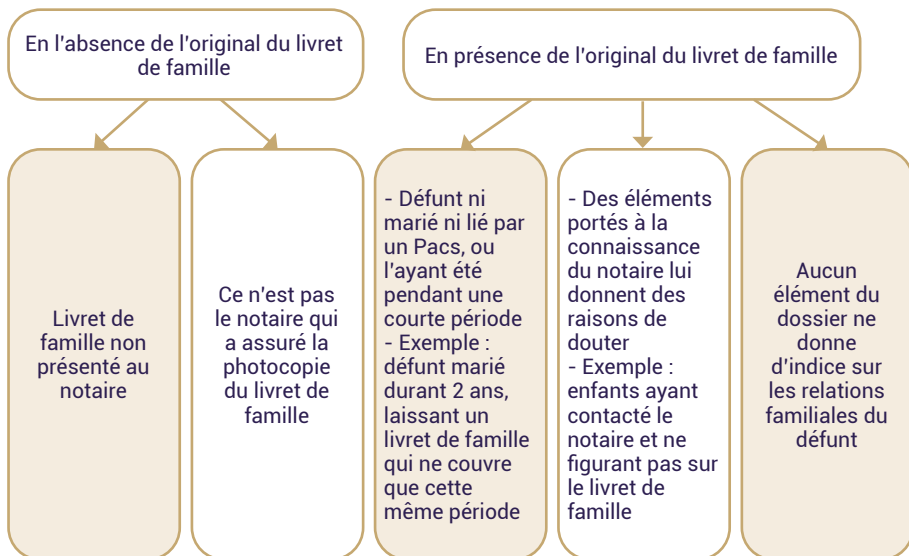 En l'absence de l'original du livret
de famille
En présence de l'original du livret de famille
Livret de
famille non
présenté au
notaire
Ce n'est pas
le notaire qui
a assuré la
photocopie
du livret de
famille
- Défunt ni
marié ni lié par
un Pacs, ou
l'ayant été
pendant une
courte période
- Exemple :
défunt marié
durant 2 ans,
laissant un
livret de famille
qui ne couvre
que cette
même période
- Des éléments
portés à la
connaissance
du notaire lui
donnent des
raisons de
douter
- Exemple :
enfants ayant
contacté le
notaire et ne
figurant pas sur
le livret de
famille
Aucun
élément du
dossier ne
donne
d'indice sur
les relations
familiales du
défunt